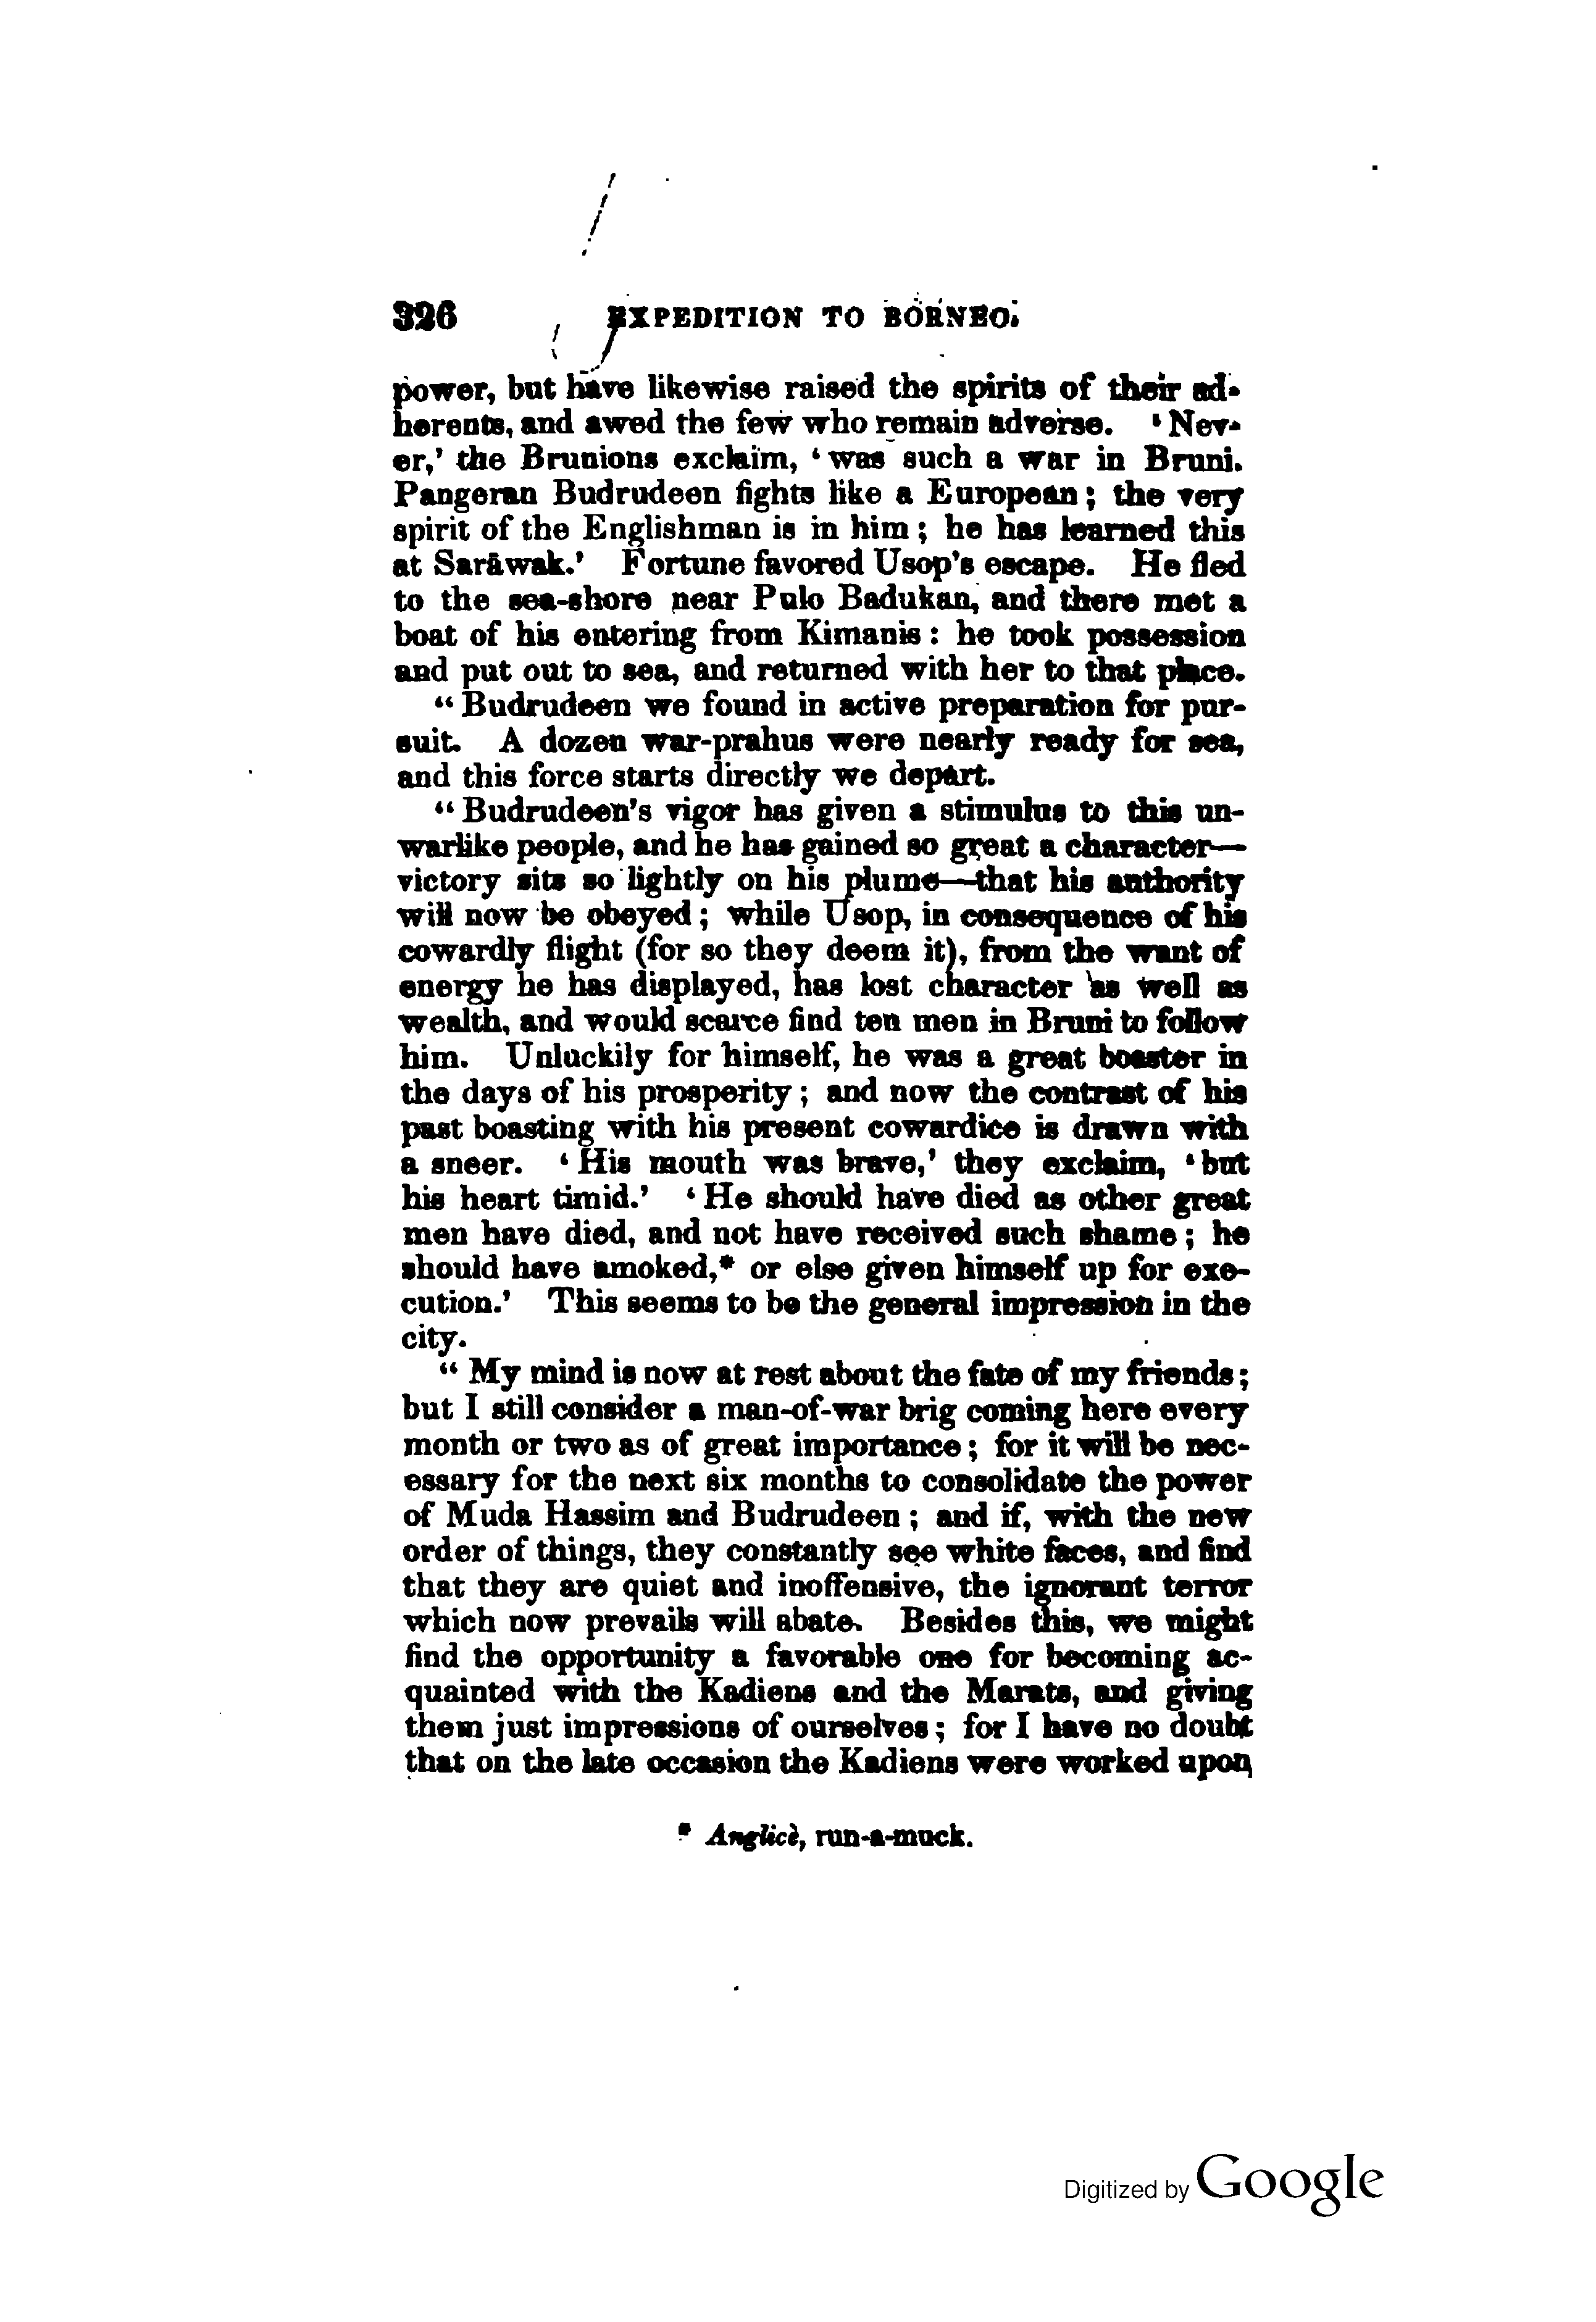 326 EXPEDITION TO BORNEO.
power, but have likewise raised the spirits of their ad-
herents, and awed the few who remain adverse. ‘Nev-
er,’ the Brunions exclaim, ‘was such a war in Bruni.
Pangeran Budrudeen fights like a European; the very
spirit of the Englishman is in him; he has learned this
at Saräwak.’ Fortune favored Usop’s escape. He fled
to the sea-shore near Pulo Badukan, and there met a
boat of his entering from Kimanis: he took possession
and put out to sea, and returned with her to that place.
“Budrudeen we found in active preparation for pur-
suit. A dozen war-prahus were nearly ready for sea,
and this force starts directly we depart.
“Budrudeen’s vigor has given a stimulus to this un-
warlike people, and he has gained so great a character—
victory sits so lightly on his plume—that his authority
will now be obeyed; while Usop, in consequence of his
cowardly flight (for so they deem it), from the want of
energy he has displayed, has lost character as well as
wealth, and would scarce find ten men in Bruni to follow
him. Unluckily for himself, he was a great boaster in
the days of his prosperity; and now the contrast of his
past boasting with his present cowardice is drawn with
a sneer. ‘His mouth was brave,’ they exclaim, ‘but
his heart timid.’ ‘He should have died as other great
men have died, and not have received such shame; he
should have amoked,* or else given himself up for exe-
cution.’ This seems to be the general impression in the
city.
“My mind is now at rest about the fate of my friends;
but I still consider a man-of-war brig coming here every
month or two as of great importance; for it will be nec-
essary for the next six months to consolidate the power
of Muda Hassim and Budrudeen; and if, with the new
order of things, they constantly see white faces, and find
that they are quiet and inoffensive, the ignorant terror
which now prevails will abate. Besides this, we might
find the opportunity a favorable one for becoming ac-
quainted with the Kadiens and the Marats, and giving
them just impressions of ourselves; for I have no doubt
that on the late occasion the Kadiens were worked upon
* Anglicè, run-a-muck.
Digitized by Google